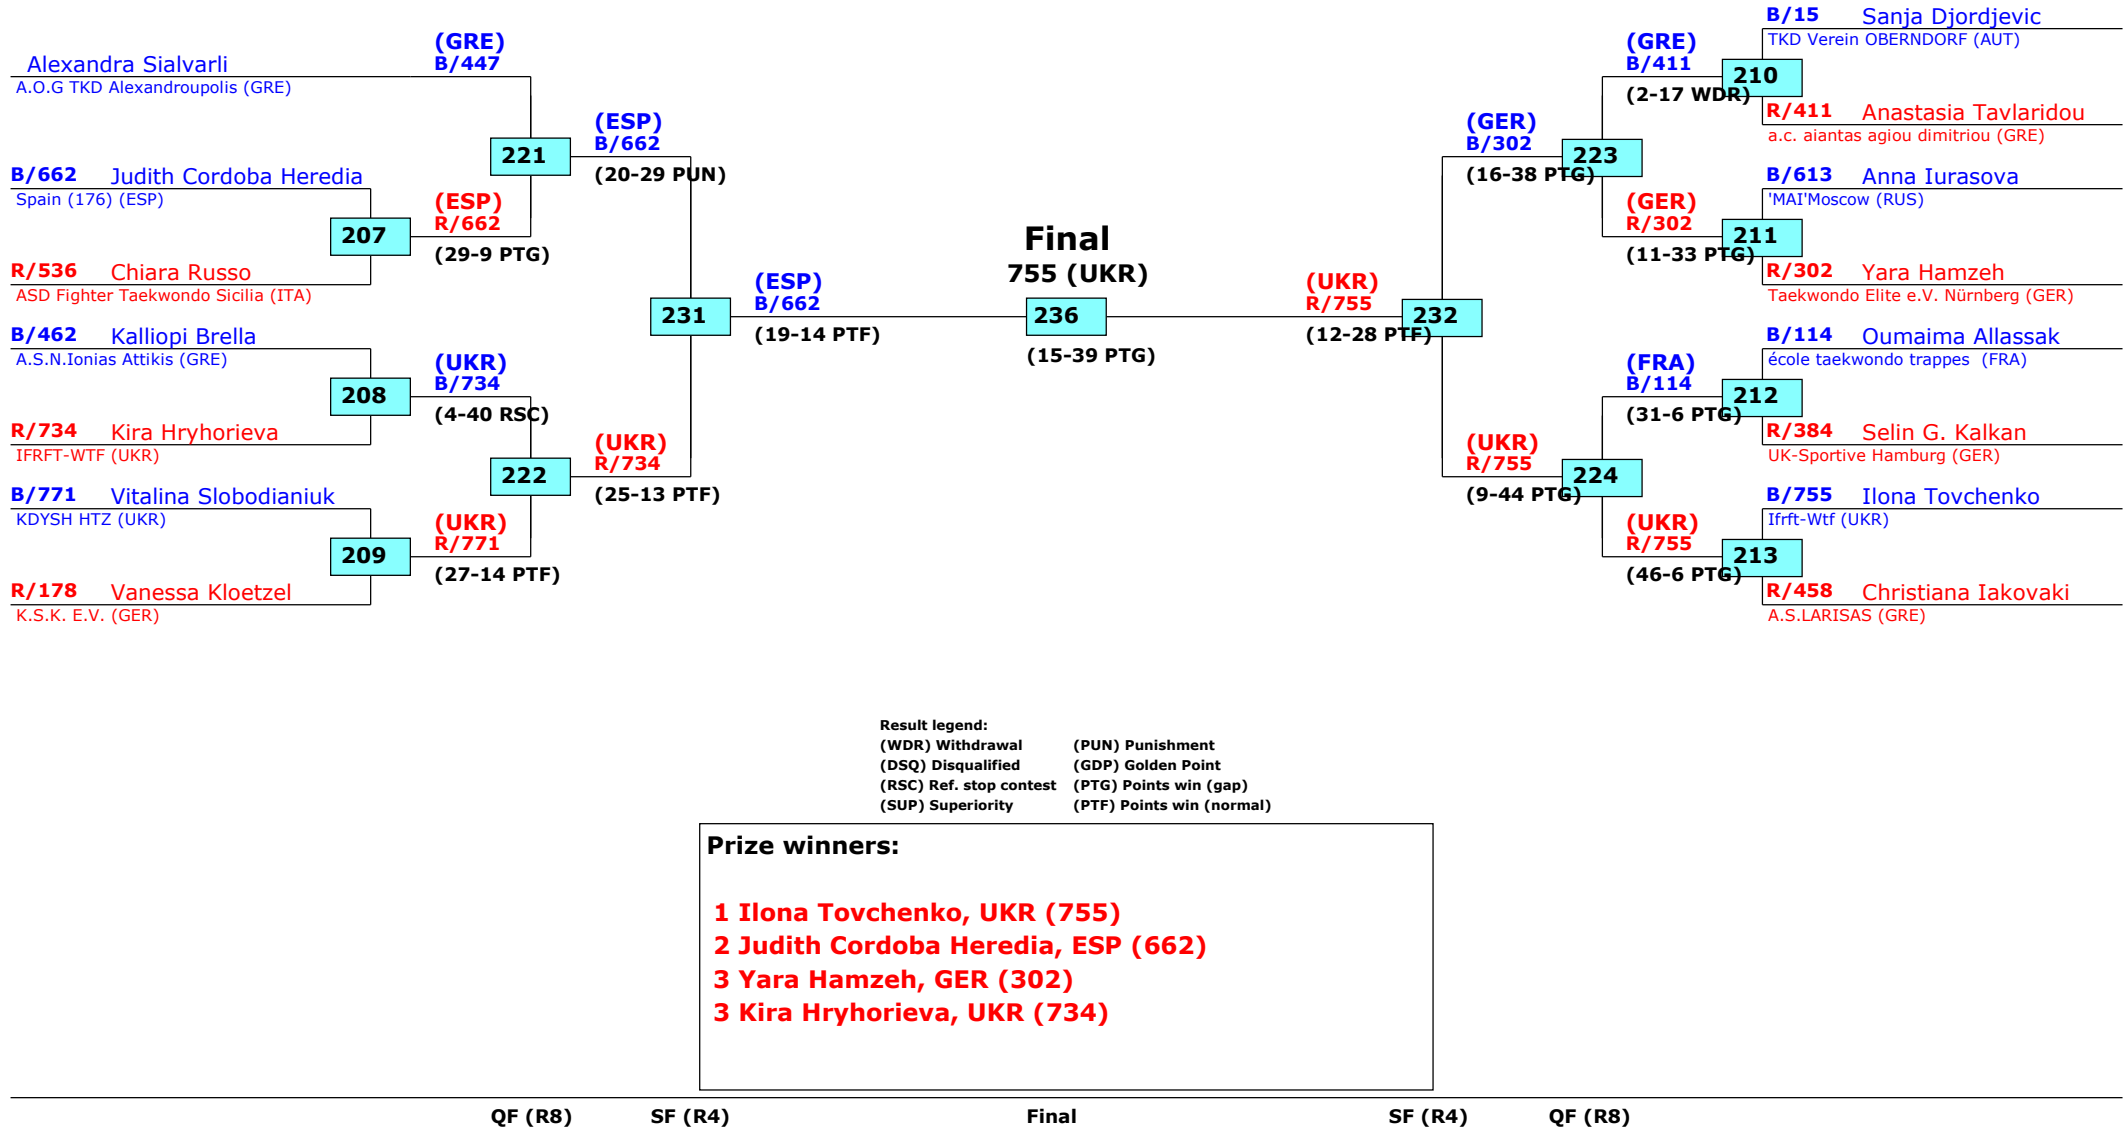 (GRE)
B/447
Alexandra Sialvarli
A.O.G TKD Alexandroupolis (GRE)
221
(ESP)
B/662
(20-29 PUN)
B/662 Judith Cordoba Heredia
Spain (176) (ESP)
207
(ESP)
R/662
(29-9 PTG)
R/536 Chiara Russo
ASD Fighter Taekwondo Sicilia (ITA)
231
(ESP)
B/662
(19-14 PTF)
B/462 Kalliopi Brella
A.S.N.Ionias Attikis (GRE)
208
(UKR)
B/734
(4-40 RSC)
R/734 Kira Hryhorieva
IFRFT-WTF (UKR)
222
(UKR)
R/734
(25-13 PTF)
B/771 Vitalina Slobodianiuk
KDYSH HTZ (UKR)
209
(UKR)
R/771
(27-14 PTF)
R/178 Vanessa Kloetzel
K.S.K. E.V. (GER)
Final
755 (UKR)
236
(15-39 PTG)
B/15 Sanja Djordjevic
TKD Verein OBERNDORF (AUT)
(GRE)
B/411
210
(2-17 WDR)
R/411 Anastasia Tavlaridou
a.c. aiantas agiou dimitriou (GRE)
(GER)
B/302
223
(16-38 PTG)
B/613 Anna Iurasova
'MAI'Moscow (RUS)
(GER)
R/302
211
(11-33 PTG)
R/302 Yara Hamzeh
Taekwondo Elite e.V. Nürnberg (GER)
(UKR)
R/755
232
(12-28 PTF)
B/114 Oumaima Allassak
école taekwondo trappes (FRA)
(FRA)
B/114
212
(31-6 PTG)
R/384 Selin G. Kalkan
UK-Sportive Hamburg (GER)
(UKR)
R/755
224
(9-44 PTG)
B/755 Ilona Tovchenko
Ifrft-Wtf (UKR)
(UKR)
R/755
213
(46-6 PTG)
R/458 Christiana Iakovaki
A.S.LARISAS (GRE)
Result legend:
(WDR) Withdrawal (PUN) Punishment
(DSQ) Disqualified (GDP) Golden Point
(RSC) Ref. stop contest (PTG) Points win (gap)
(SUP) Superiority (PTF) Points win (normal)
Prize winners:
1 Ilona Tovchenko, UKR (755)
2 Judith Cordoba Heredia, ESP (662)
3 Yara Hamzeh, GER (302)
3 Kira Hryhorieva, UKR (734)
QF (R8) SF (R4) Final SF (R4) QF (R8)